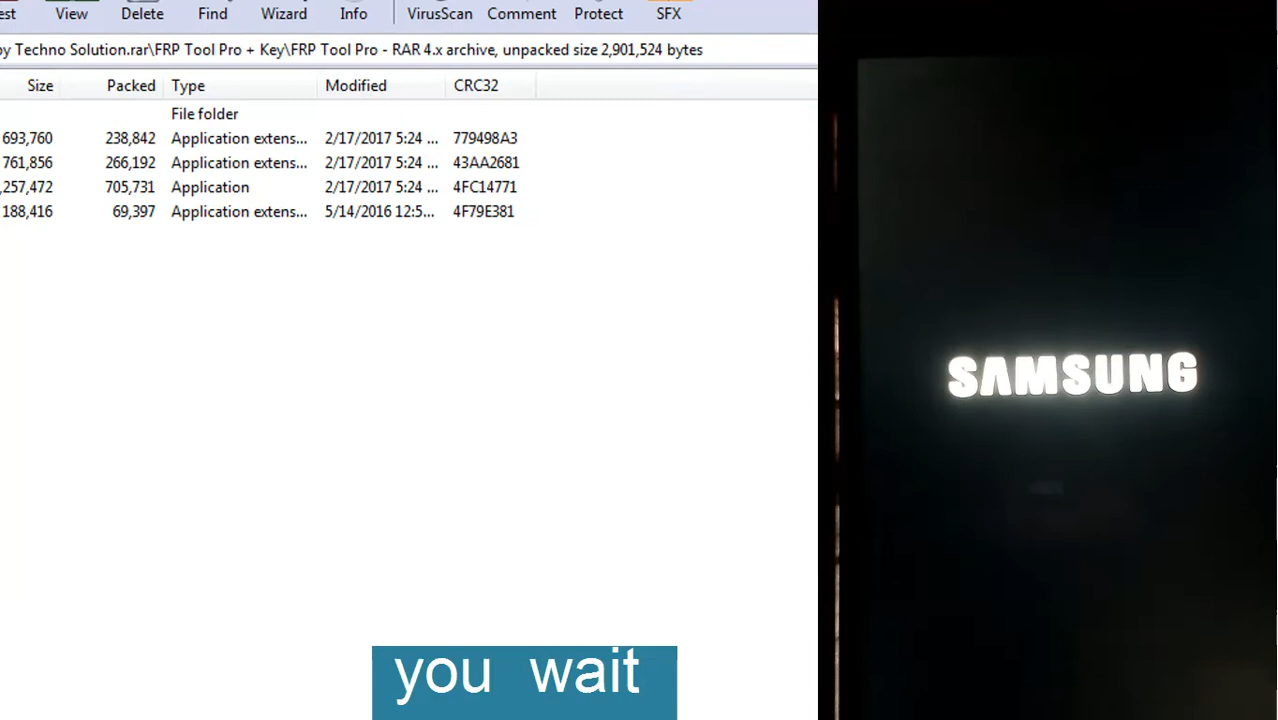 est View Delete Find Wizard Info VirusScan Comment Protect SFX
by Techno Solution.rar\FRP Tool Pro + Key\FRP Tool Pro - RAR 4.x archive, unpacked size 2,901,524 bytes
Size Packed Type Modified CRC32
File folder
693,760 238,842 Application extens... 2/17/2017 5:24 ... 779498A3
761,856 266,192 Application extens... 2/17/2017 5:24 ... 43AA2681
,257,472 705,731 Application 2/17/2017 5:24 ... 4FC14771
188,416 69,397 Application extens... 5/14/2016 12:5... 4F79E381
SAMSUNG
you wait